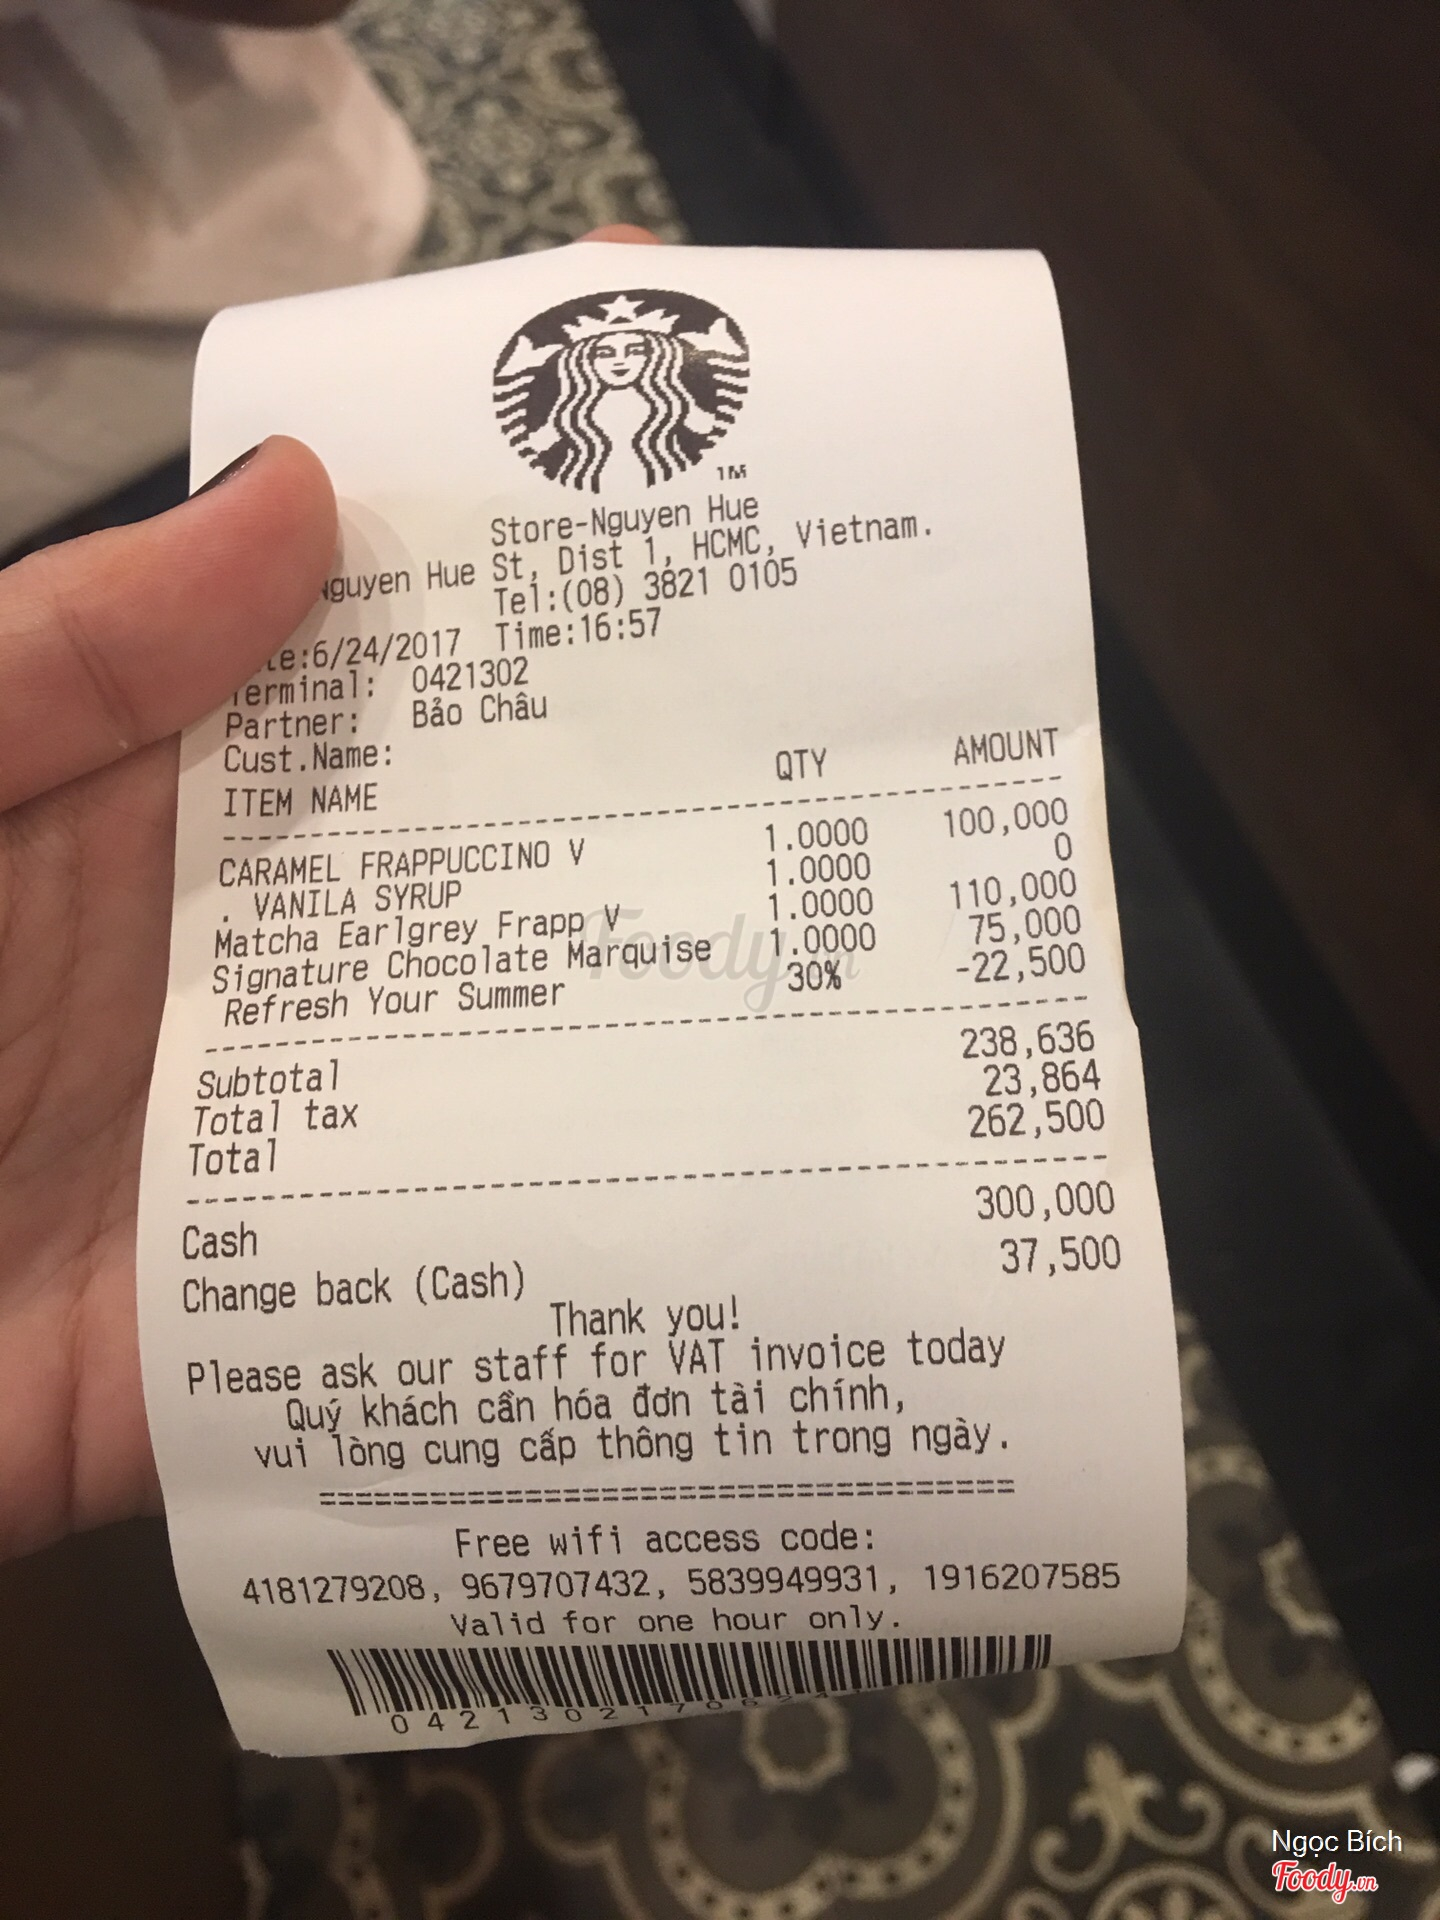 Store-Nguyen Hue
Nguyen Hue St, Dist 1, HCMC, Vietnam.
Tel:(08) 3821 0105
te:6/24/2017 Time:16:57
Terminal: 0421302
Partner: Bảo Châu
Cust.Name:
ITEM NAME QTY AMOUNT
CARAMEL FRAPPUCCINO V 1.0000 100,000
. VANILA SYRUP 1.0000 0
Matcha Earlgrey Frapp V 1.0000 110,000
Signature Chocolate Marquise 1.0000 75,000
Refresh Your Summer 30% -22,500
Subtotal 238,636
Total tax 23,864
Total 262,500
Cash 300,000
Change back (Cash) 37,500
Thank you!
Please ask our staff for VAT invoice today
Quý khách cần hóa đơn tài chính,
vui lòng cung cấp thông tin trong ngày.
===================================
Free wifi access code:
4181279208, 9679707432, 5839949931, 1916207585
Valid for one hour only.
Foody.vn
Ngọc Bích
Foody.vn